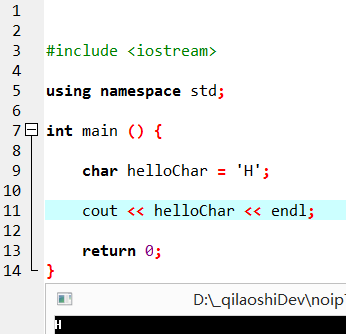 1
2
3 #include <iostream>
4
5 using namespace std;
6
7 int main () {
8
9 char helloChar = 'H';
10
11 cout << helloChar << endl;
12
13 return 0;
14 }
D:\_qilaoshiDev\noip
H